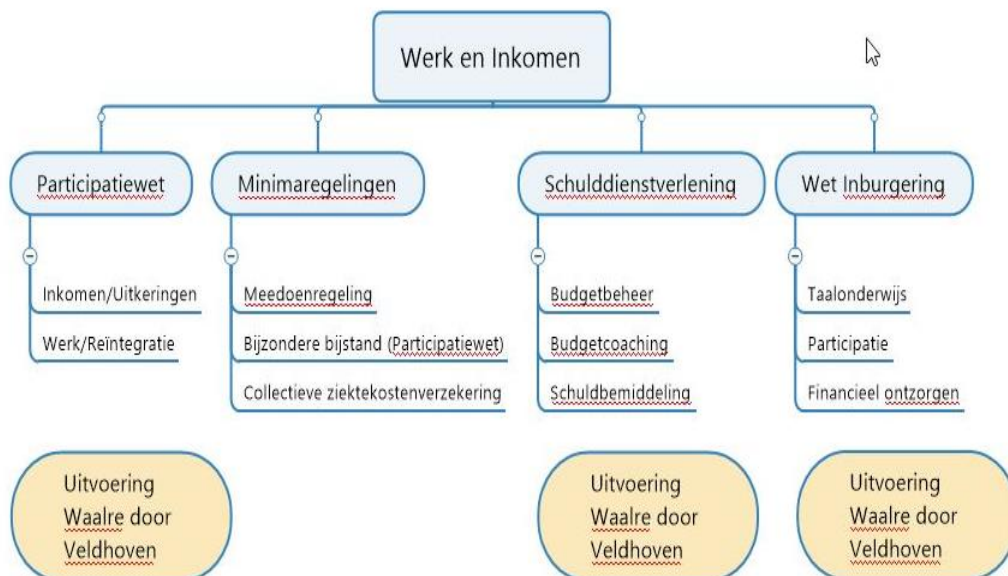 Werk en Inkomen
Participatiewet
Minimaregelingen
Schulddienstverlening
Wet Inburgering
Inkomen/Uitkeringen
Werk/Reïntegratie
Meedoenregeling
Bijzondere bijstand (Participatiewet)
Collectieve ziektekostenverzekering
Budgetbeheer
Budgetcoaching
Schuldbemiddeling
Taalonderwijs
Participatie
Financieel ontzorgen
Uitvoering
Waalre door
Veldhoven
Uitvoering
Waalre door
Veldhoven
Uitvoering
Waalre door
Veldhoven